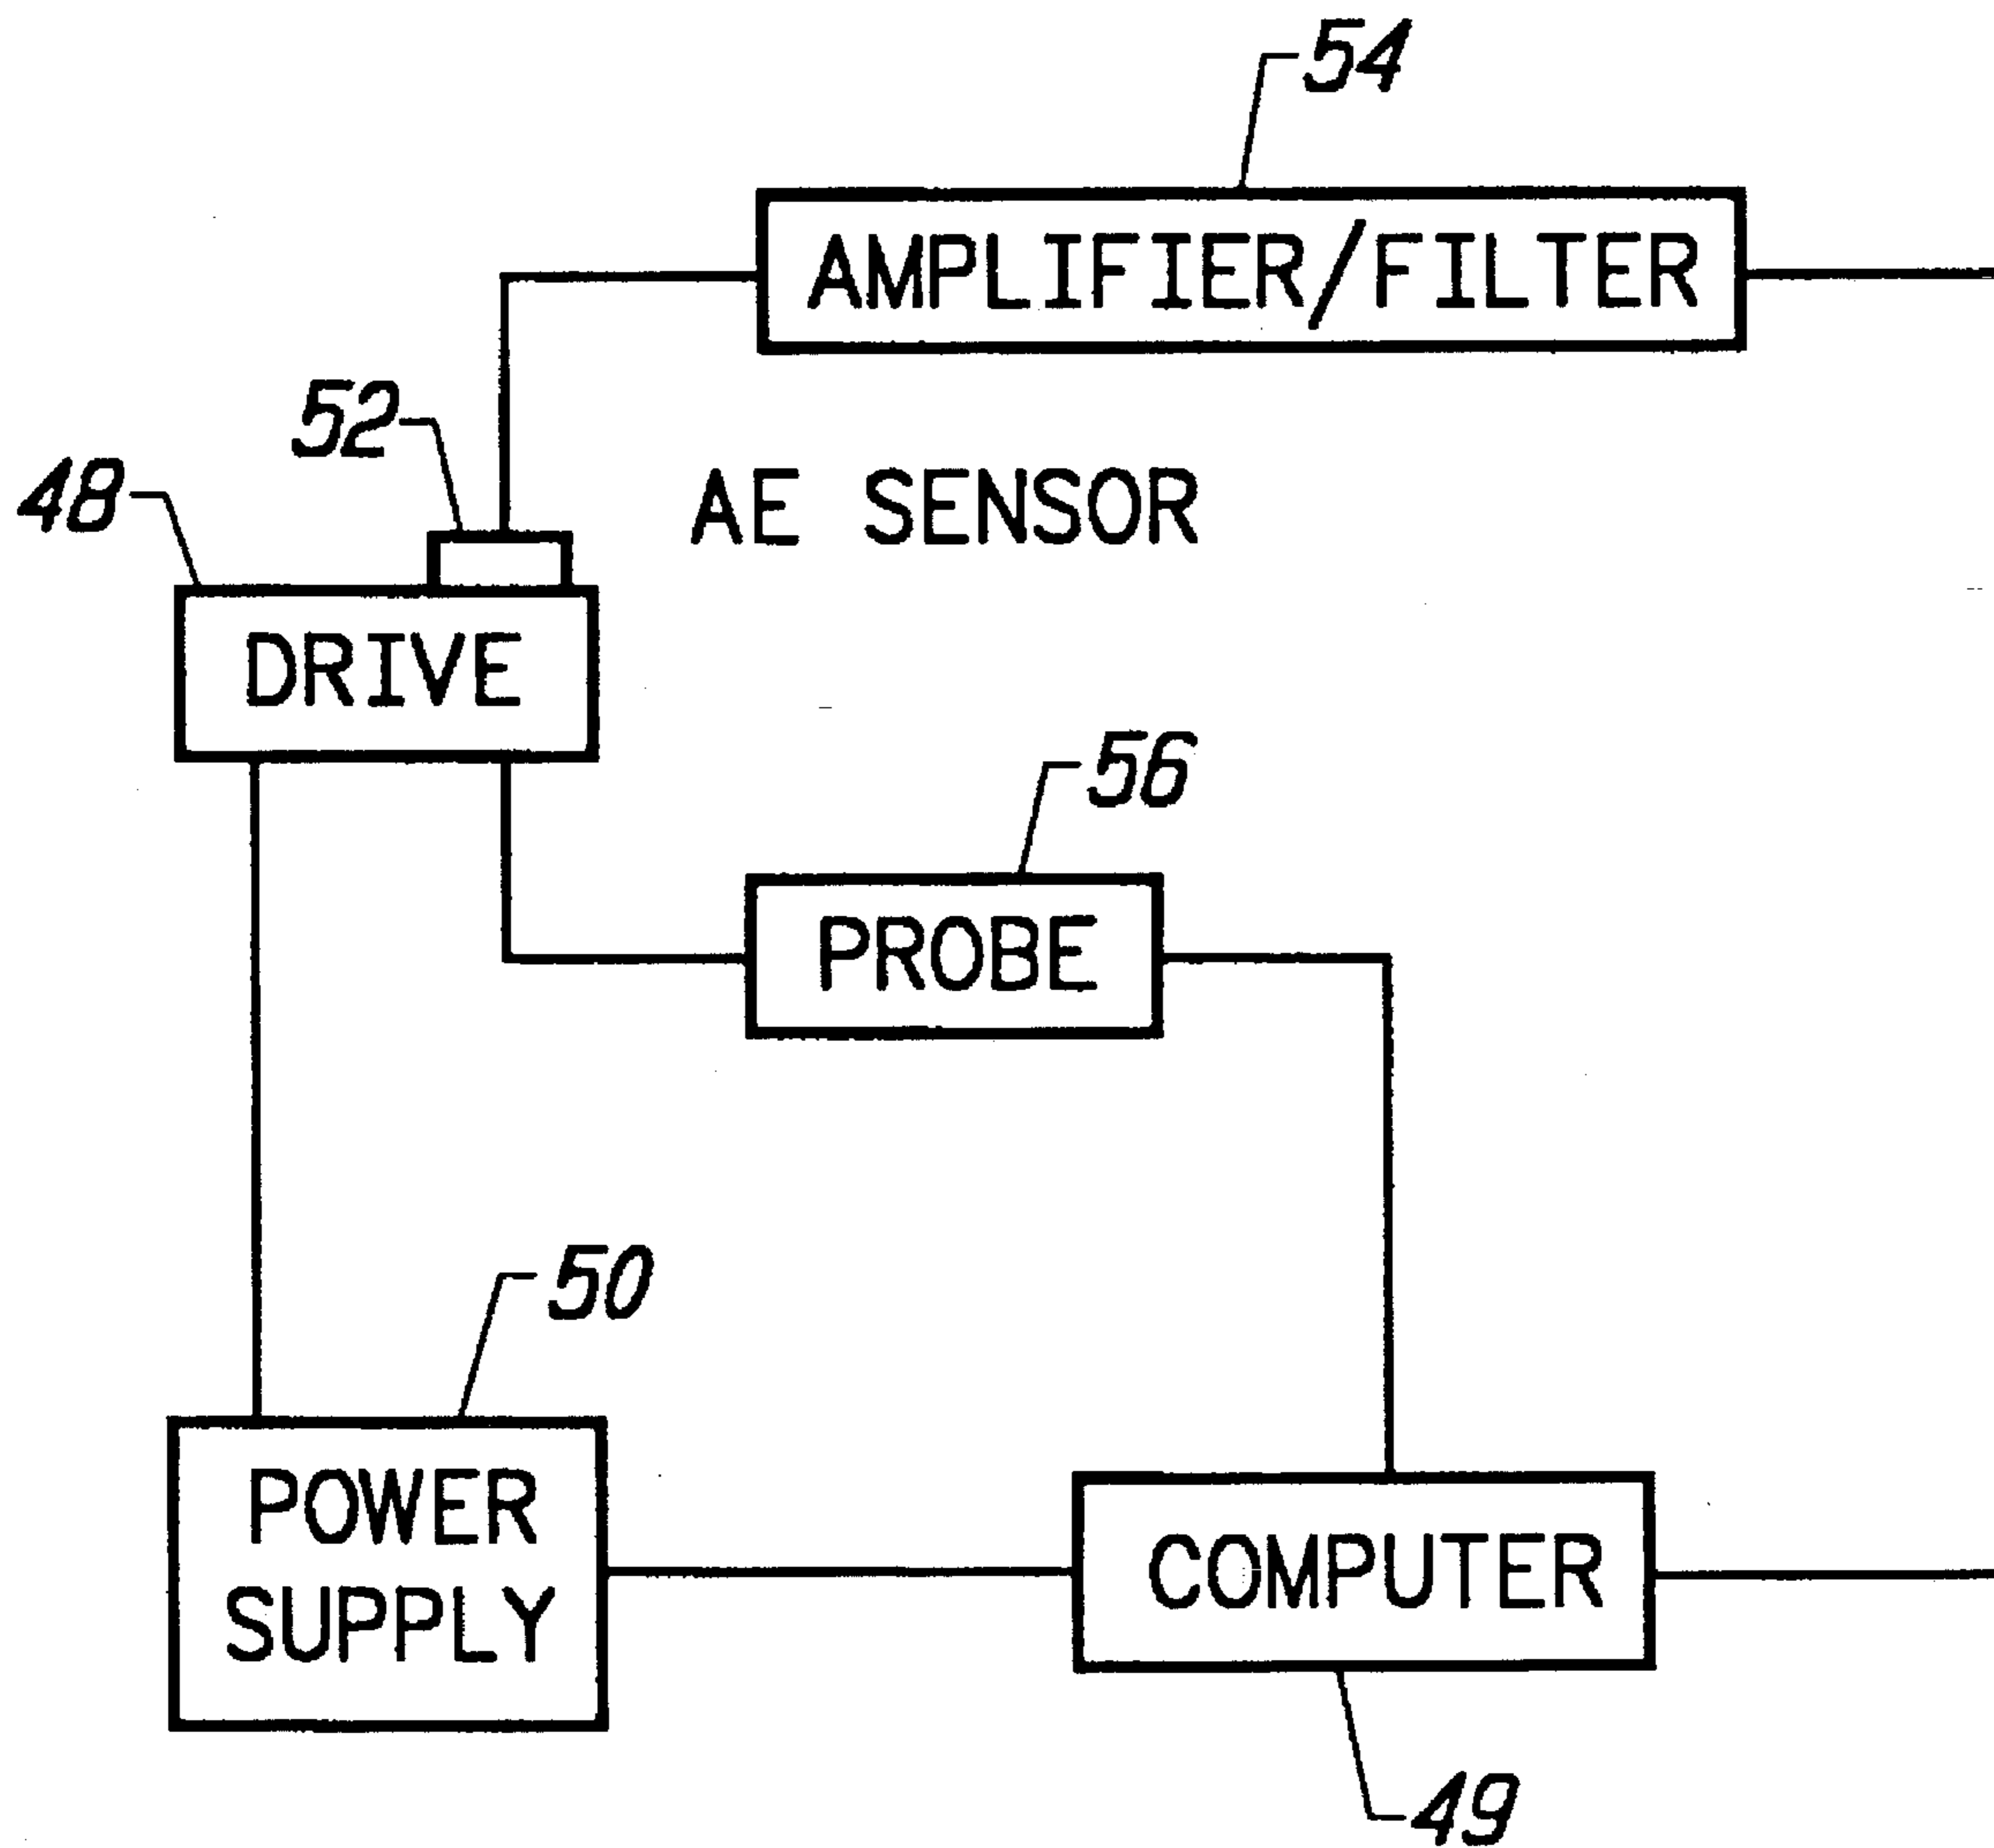 54
AMPLIFIER/FILTER
52
48
AE SENSOR
DRIVE
56
PROBE
50
POWER
SUPPLY
COMPUTER
49